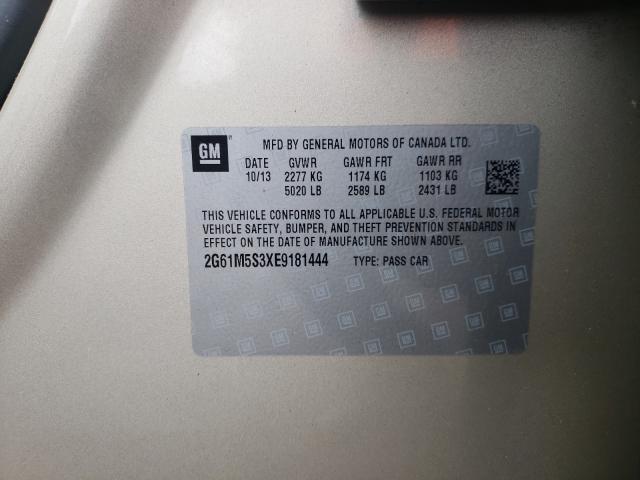 GM
MFD BY GENERAL MOTORS OF CANADA LTD.
DATE GVWR GAWR FRT GAWR RR
10/13 2277 KG 1174 KG 1103 KG
5020 LB 2589 LB 2431 LB
THIS VEHICLE CONFORMS TO ALL APPLICABLE U.S. FEDERAL MOTOR
VEHICLE SAFETY, BUMPER, AND THEFT PREVENTION STANDARDS
IN EFFECT ON THE DATE OF MANUFACTURE SHOWN ABOVE.
2G61M5S3XE9181444 TYPE: PASS CAR